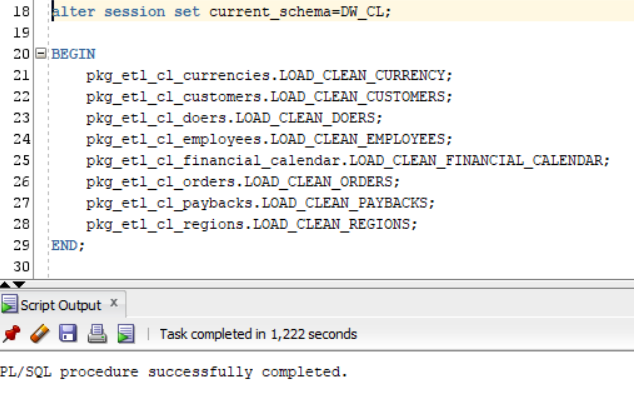 18 alter session set current_schema=DW_CL;
19
20 BEGIN
21 pkg_etl_cl_currencies.LOAD_CLEAN_CURRENCY;
22 pkg_etl_cl_customers.LOAD_CLEAN_CUSTOMERS;
23 pkg_etl_cl_doers.LOAD_CLEAN_DOERS;
24 pkg_etl_cl_employees.LOAD_CLEAN_EMPLOYEES;
25 pkg_etl_cl_financial_calendar.LOAD_CLEAN_FINANCIAL_CALENDAR;
26 pkg_etl_cl_orders.LOAD_CLEAN_ORDERS;
27 pkg_etl_cl_paybacks.LOAD_CLEAN_PAYBACKS;
28 pkg_etl_cl_regions.LOAD_CLEAN_REGIONS;
29 END;
30
Script Output x
Task completed in 1,222 seconds
PL/SQL procedure successfully completed.